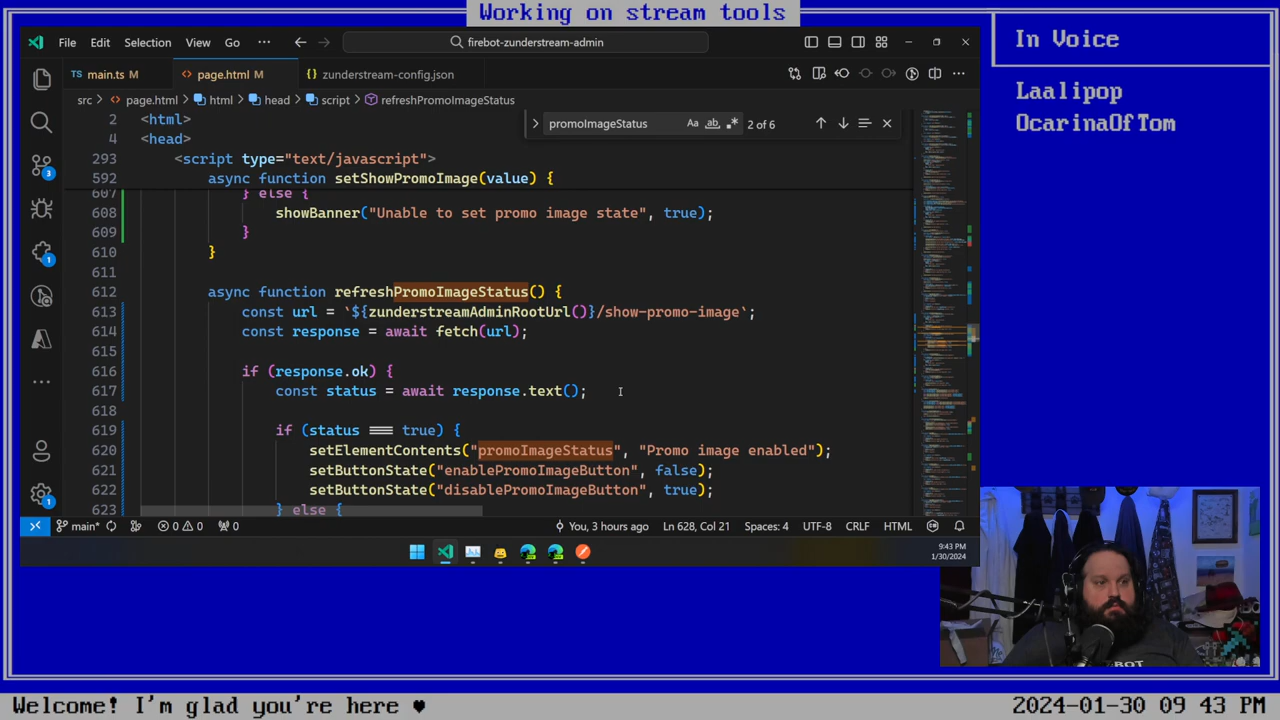 Working on stream tools
In Voice
Laalipop
OcarinaOfTom
File Edit Selection View Go ... firebot-zunderstream-admin
TS main.ts M page.html M {} zunderstream-config.json
src > page.html > html > head > script > refreshPromoImageStatus
promoImageStatus Aa ab .* 2 of 6
2 <html>
4 <head>
293 <script type="text/javascript">
592 async function setShowPromoImage(value) {
607 else {
608 showBanner("Unable to set promo image state", true);
609 }
}
611
612 async function refreshPromoImageStatus() {
const url = `${zunderstreamAdminRootUrl()}/show-promo-image`;
614 const response = await fetch(url);
615
616 if (response.ok) {
617 const status = await response.text();
618
619 if (status === true) {
620 setElementContents("promoImageStatus", "Promo image enabled");
621 setButtonState("enablePromoImageButton", false);
622 setButtonState("disablePromoImageButton", true);
623 } else {
main* 0 0 0 You, 3 hours ago Ln 628, Col 21 Spaces: 4 UTF-8 CRLF HTML
9:43 PM
1/30/2024
BOT
Welcome! I'm glad you're here ♥
2024-01-30 09 43 PM